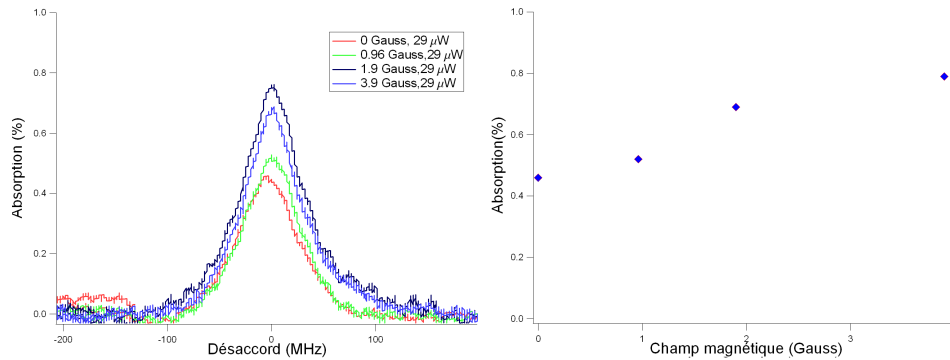 1.0
0.8
0.6
0.4
0.2
0.0
Absorption (%)
-200
-100
0
100
Désaccord (MHz)
0 Gauss, 29 µW
0.96 Gauss,29 µW
1.9 Gauss,29 µW
3.9 Gauss,29 µW
1.0
0.8
0.6
0.4
0.2
0.0
Absorption(%)
0
1
2
3
Champ magnétique (Gauss)